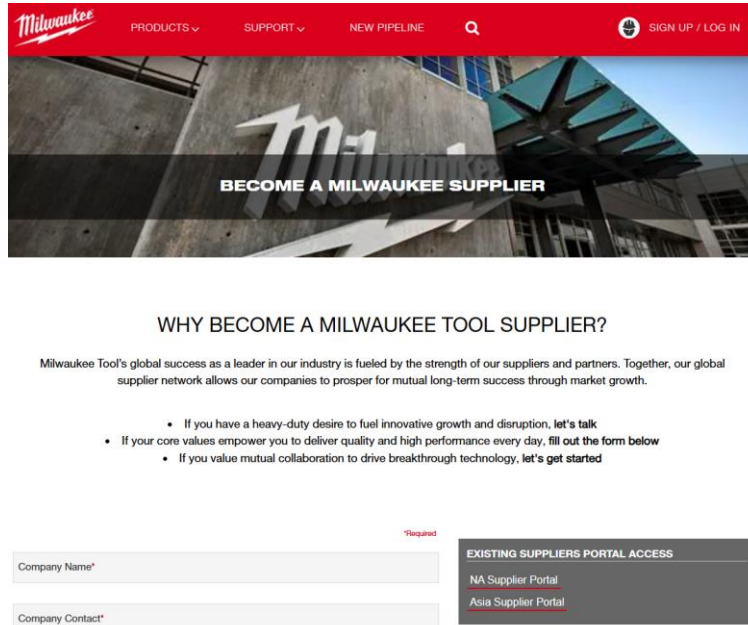 Milwaukee
PRODUCTS
SUPPORT
NEW PIPELINE
SIGN UP / LOG IN
Milwaukee
BECOME A MILWAUKEE SUPPLIER
WHY BECOME A MILWAUKEE TOOL SUPPLIER?
Milwaukee Tool's global success as a leader in our industry is fueled by the strength of our suppliers and partners. Together, our global
supplier network allows our companies to prosper for mutual long-term success through market growth.
• If you have a heavy-duty desire to fuel innovative growth and disruption, let's talk
• If your core values empower you to deliver quality and high performance every day, fill out the form below
• If you value mutual collaboration to drive breakthrough technology, let's get started
*Required
Company Name*
Company Contact*
EXISTING SUPPLIERS PORTAL ACCESS
NA Supplier Portal
Asia Supplier Portal